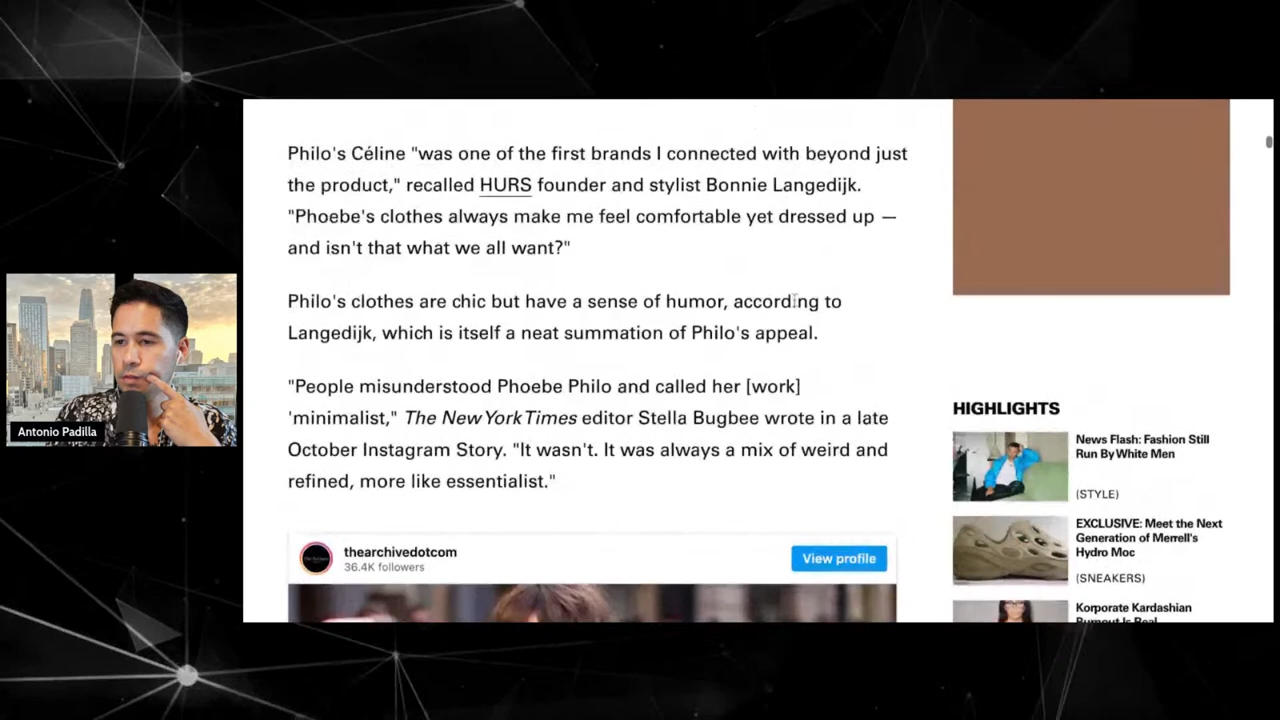 Philo's Céline "was one of the first brands I connected with beyond just
the product," recalled HURS founder and stylist Bonnie Langedijk.
"Phoebe's clothes always make me feel comfortable yet dressed up —
and isn't that what we all want?"
Philo's clothes are chic but have a sense of humor, according to
Langedijk, which is itself a neat summation of Philo's appeal.
"People misunderstood Phoebe Philo and called her [work]
'minimalist," The New York Times editor Stella Bugbee wrote in a late
October Instagram Story. "It wasn't. It was always a mix of weird and
refined, more like essentialist."
thearchivedotcom
36.4K followers
View profile
HIGHLIGHTS
News Flash: Fashion Still
Run By White Men
(STYLE)
EXCLUSIVE: Meet the Next
Generation of Merrell's
Hydro Moc
(SNEAKERS)
Korporate Kardashian
Burnout Is Real
Antonio Padilla